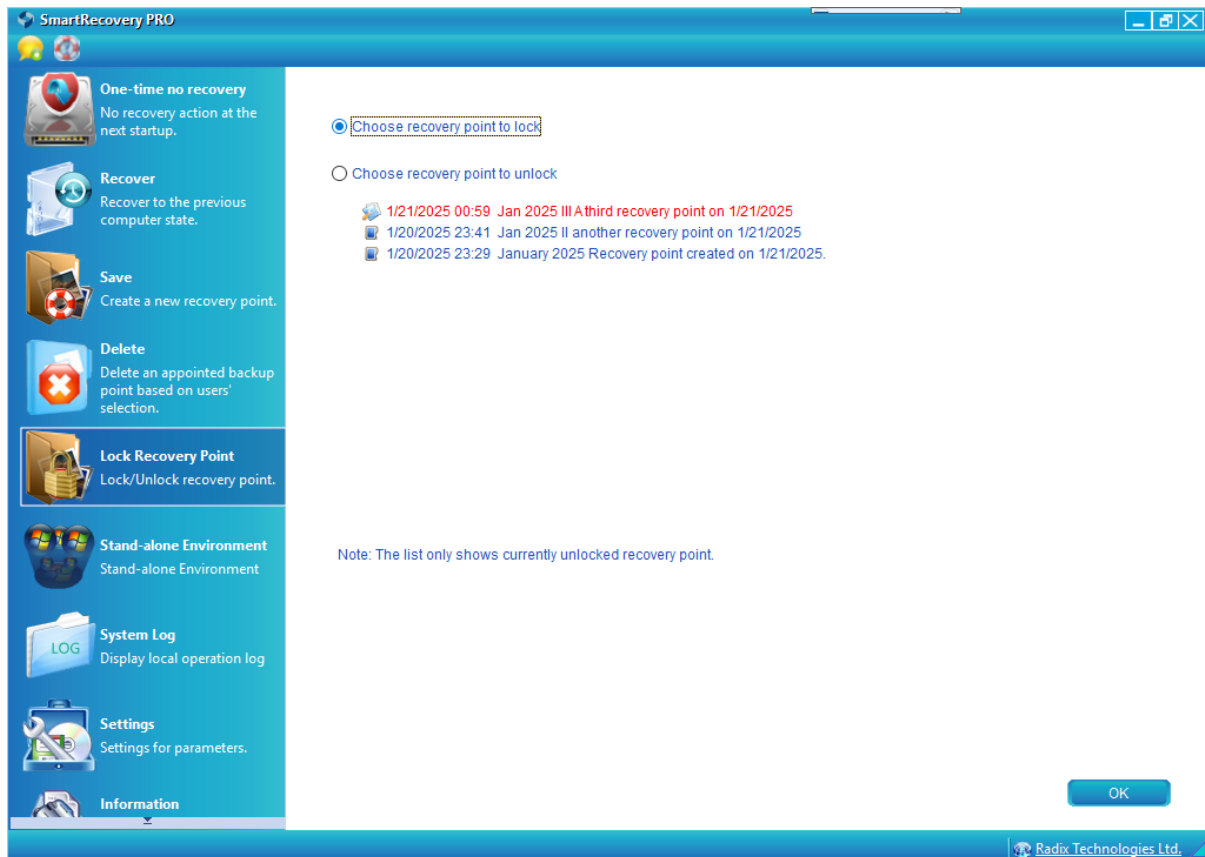 SmartRecovery PRO
One-time no recovery
No recovery action at the
next startup.
Recover
Recover to the previous
computer state.
Save
Create a new recovery point.
Delete
Delete an appointed backup
point based on users'
selection.
Lock Recovery Point
Lock/Unlock recovery point.
Stand-alone Environment
Stand-alone Environment
LOG
System Log
Display local operation log
Settings
Settings for parameters.
Information
Choose recovery point to lock
Choose recovery point to unlock
1/21/2025 00:59 Jan 2025 III A third recovery point on 1/21/2025
1/20/2025 23:41 Jan 2025 II another recovery point on 1/21/2025
1/20/2025 23:29 January 2025 Recovery point created on 1/21/2025.
Note: The list only shows currently unlocked recovery point.
OK
Radix Technologies Ltd.